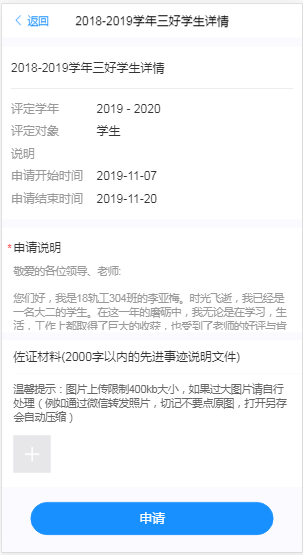 返回 2018-2019学年三好学生详情
2018-2019学年三好学生详情
评定学年 2019 - 2020
评定对象 学生
说明
申请开始时间 2019-11-07
申请结束时间 2019-11-20
*申请说明
敬爱的各位领导、老师:
您们好，我是18轨工304班的李亚梅。时光飞逝，我已经是
一名大二的学生。在这一年的磨砺中，我无论是在学习，生
活，工作上都取得了巨大的收获，也受到了老师的好评与肯
佐证材料(2000字以内的先进事迹说明文件)
温馨提示：图片上传限制400kb大小，如果过大图片请自行
处理（例如通过微信转发照片，切记不要点原图，打开另存
会自动压缩）
申请